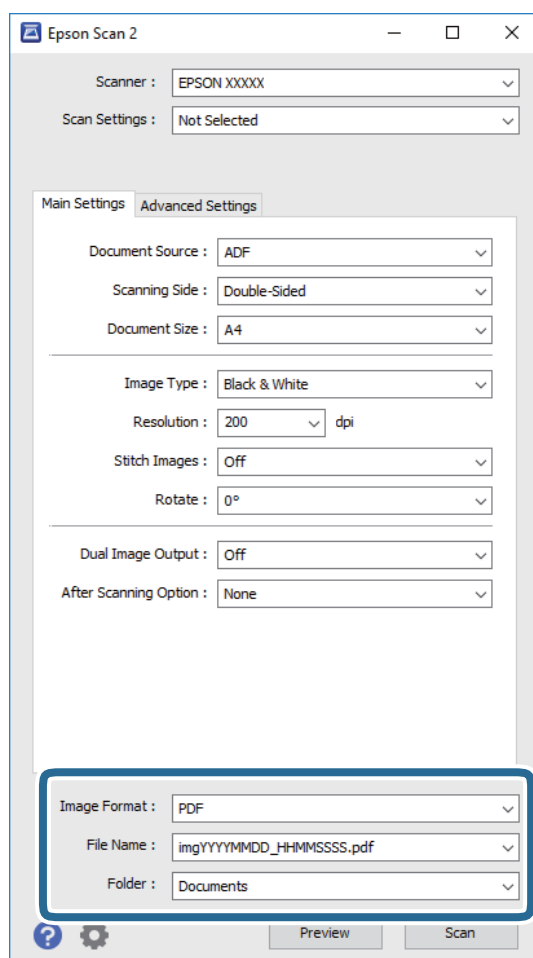 Epson Scan 2
Scanner : EPSON XXXXX
Scan Settings : Not Selected
Main Settings Advanced Settings
Document Source : ADF
Scanning Side : Double-Sided
Document Size : A4
Image Type : Black & White
Resolution : 200 dpi
Stitch Images : Off
Rotate : 0°
Dual Image Output : Off
After Scanning Option : None
Image Format : PDF
File Name : imgYYYYMMDD_HHMMSSSS.pdf
Folder : Documents
? Preview Scan